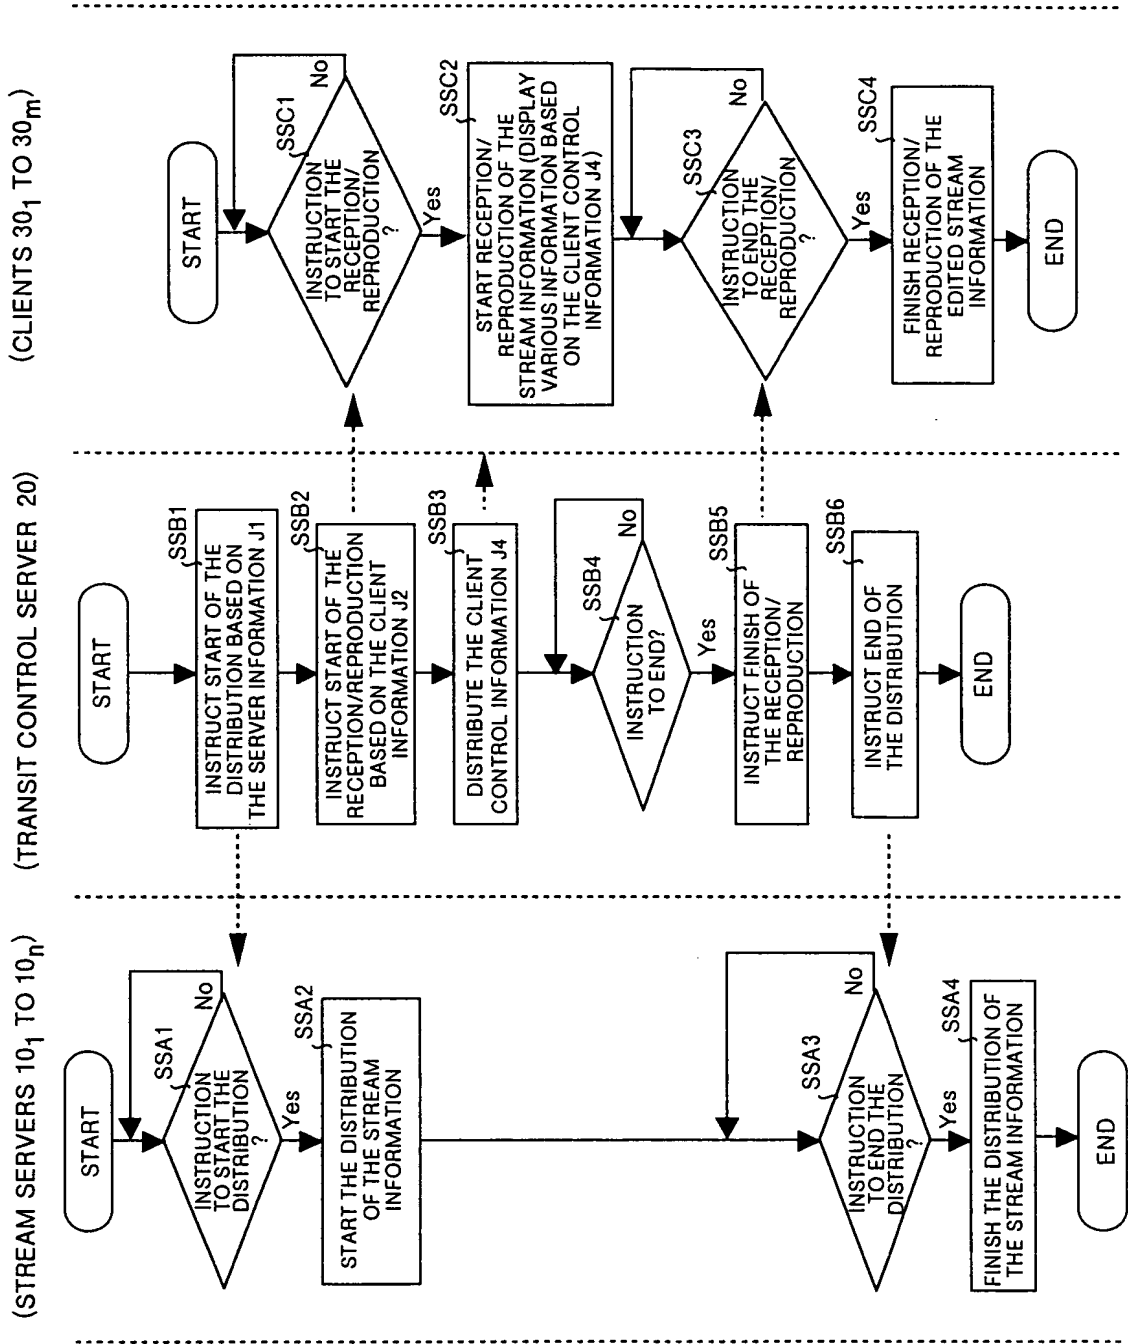 (STREAM SERVERS 10₁ TO 10ₙ)
START
SSA1
INSTRUCTION
TO START THE
DISTRIBUTION
?
No
Yes
SSA2
START THE DISTRIBUTION
OF THE STREAM
INFORMATION
SSA3
INSTRUCTION
TO END THE
DISTRIBUTION
?
No
Yes
SSA4
FINISH THE DISTRIBUTION OF
THE STREAM INFORMATION
END
(TRANSIT CONTROL SERVER 20)
START
SSB1
INSTRUCT START OF THE
DISTRIBUTION BASED ON
THE SERVER INFORMATION J1
SSB2
INSTRUCT START OF THE
RECEPTION/REPRODUCTION
BASED ON THE CLIENT
INFORMATION J2
SSB3
DISTRIBUTE THE CLIENT
CONTROL INFORMATION J4
SSB4
INSTRUCTION
TO END?
No
Yes
SSB5
INSTRUCT FINISH OF
THE RECEPTION/
REPRODUCTION
SSB6
INSTRUCT END OF
THE DISTRIBUTION
END
(CLIENTS 30₁ TO 30ₘ)
START
SSC1
INSTRUCTION
TO START THE
RECEPTION/
REPRODUCTION
?
No
Yes
SSC2
START RECEPTION/
REPRODUCTION OF THE
STREAM INFORMATION (DISPLAY
VARIOUS INFORMATION BASED
ON THE CLIENT CONTROL
INFORMATION J4)
SSC3
INSTRUCTION
TO END THE
RECEPTION/
REPRODUCTION
?
No
Yes
SSC4
FINISH RECEPTION/
REPRODUCTION OF THE
EDITED STREAM
INFORMATION
END